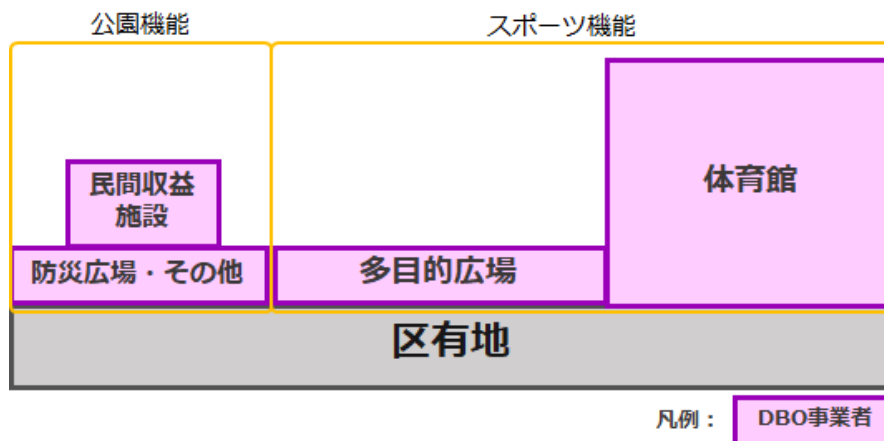 公園機能
スポーツ機能
民間収益
施設
体育館
防災広場・その他
多目的広場
区有地
凡例：
DBO事業者